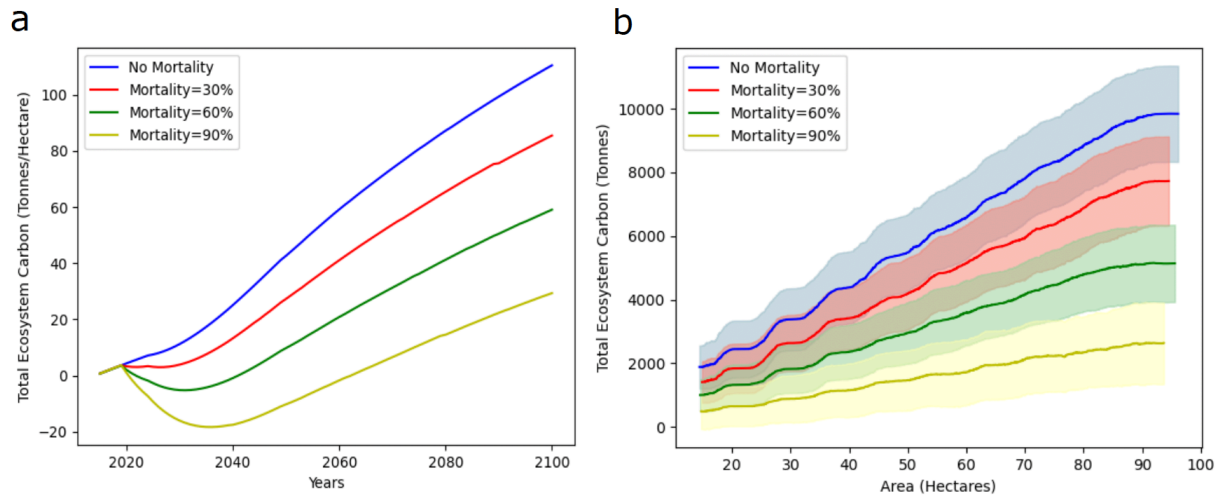 a
Total Ecosystem Carbon (Tonnes/Hectare)
100
80
60
40
20
0
−20
No Mortality
Mortality=30%
Mortality=60%
Mortality=90%
2020 2040 2060 2080 2100
Years
b
Total Ecosystem Carbon (Tonnes)
10000
8000
6000
4000
2000
0
No Mortality
Mortality=30%
Mortality=60%
Mortality=90%
20 30 40 50 60 70 80 90 100
Area (Hectares)